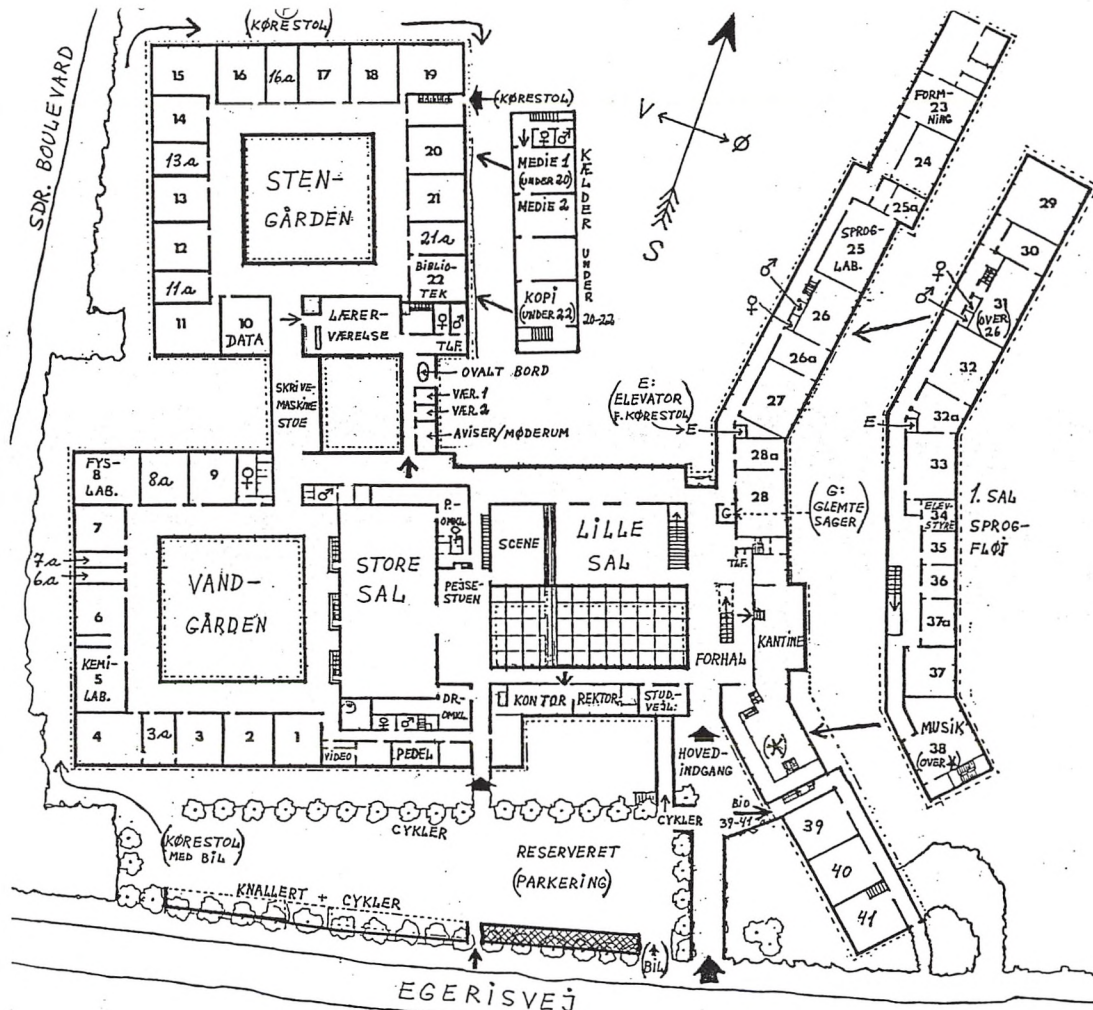 P
(KØRESTOL)
SDR. BOULEVARD
15
16
16a
17
18
19
(KØRESTOL)
14
13a
13
12
11a
11
10
DATA
STEN-
GÅRDEN
20
21
21a
BIBLIO-
22
TEK
LÆRER-
VÆRELSE
♀ ♂
TLF.
♀ ♂
MEDIE 1
(UNDER 20)
MEDIE 2
KOPI
(UNDER 22)
KÆLDER UNDER
20-22
V
Ø
S
OVALT BORD
VÆR. 1
VÆR. 2
AVISER/MØDERUM
SKRIVE-
MASKINE
STUE
FORM-
23
NING
24
25a
SPROG-
25
LAB.
♂
♀
26
26a
27
(E:
ELEVATOR
F. KØRESTOL)
E
28a
28
G
(G:
GLEMTE
SAGER)
TLF.
29
30
♀
♂
31
(OVER
26)
32
32a
E
33
ELEV-
34
STYRE
35
36
37a
37
MUSIK
38
(OVER X)
1. SAL
SPROG-
FLØJ
FYS-
8
LAB.
8a
9
♀
♂
7
7a
6a
6
KEMI-
5
LAB.
4
3a
3
2
1
VAND-
GÅRDEN
STORE
SAL
P.-
OMKL.
♀
PEJSE-
STUEN
SCENE
LILLE
SAL
DR.-
OMKL.
♀ ♂
VIDEO
PEDEL
KONTOR
REKTOR
STUD.-
VEJL.
FORHAL
KANTINE
(X)
HOVED-
INDGANG
BIO
39-41
39
40
41
CYKLER
CYKLER
(KØRESTOL
MED BIL)
RESERVERET
(PARKERING)
KNALLERT + CYKLER
(BIL)
EGERISVEJ